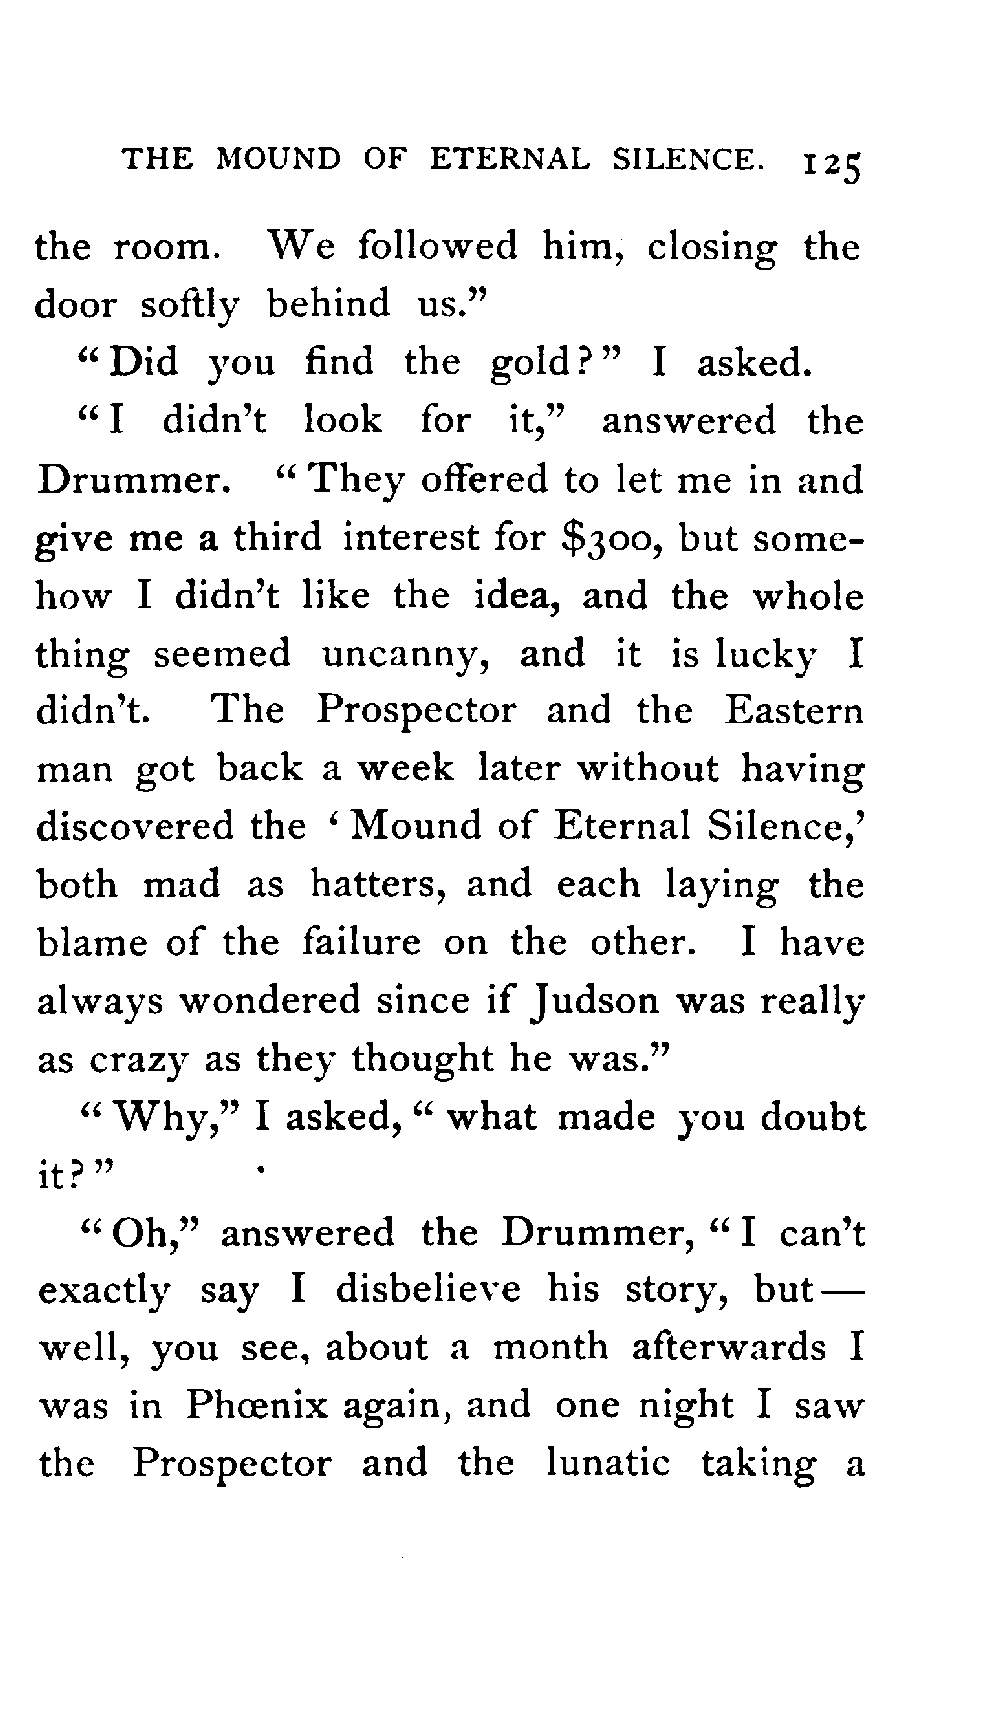 THE MOUND OF ETERNAL SILENCE. 125
the room. We followed him, closing the
door softly behind us.”
“Did you find the gold?” I asked.
“I didn’t look for it,” answered the
Drummer. “They offered to let me in and
give me a third interest for $300, but some-
how I didn’t like the idea, and the whole
thing seemed uncanny, and it is lucky I
didn’t. The Prospector and the Eastern
man got back a week later without having
discovered the ‘Mound of Eternal Silence,’
both mad as hatters, and each laying the
blame of the failure on the other. I have
always wondered since if Judson was really
as crazy as they thought he was.”
“Why,” I asked, “what made you doubt
it?”
“Oh,” answered the Drummer, “I can’t
exactly say I disbelieve his story, but—
well, you see, about a month afterwards I
was in Phœnix again, and one night I saw
the Prospector and the lunatic taking a